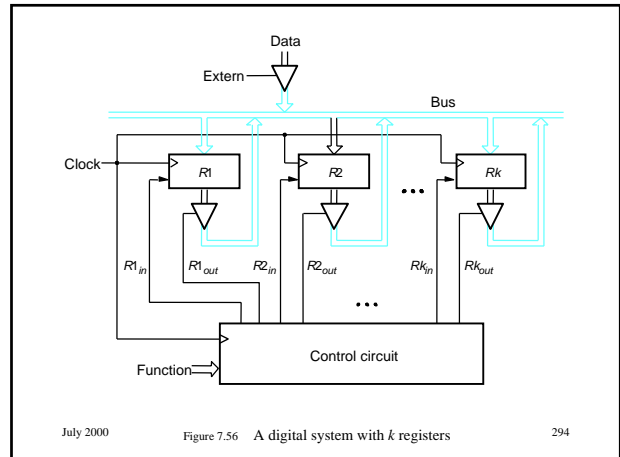 Data
Extern
Bus
Clock
R1 R2 Rk
R1in R1out R2in R2out Rkin Rkout
Control circuit
Function
July 2000 Figure 7.56 A digital system with k registers 294